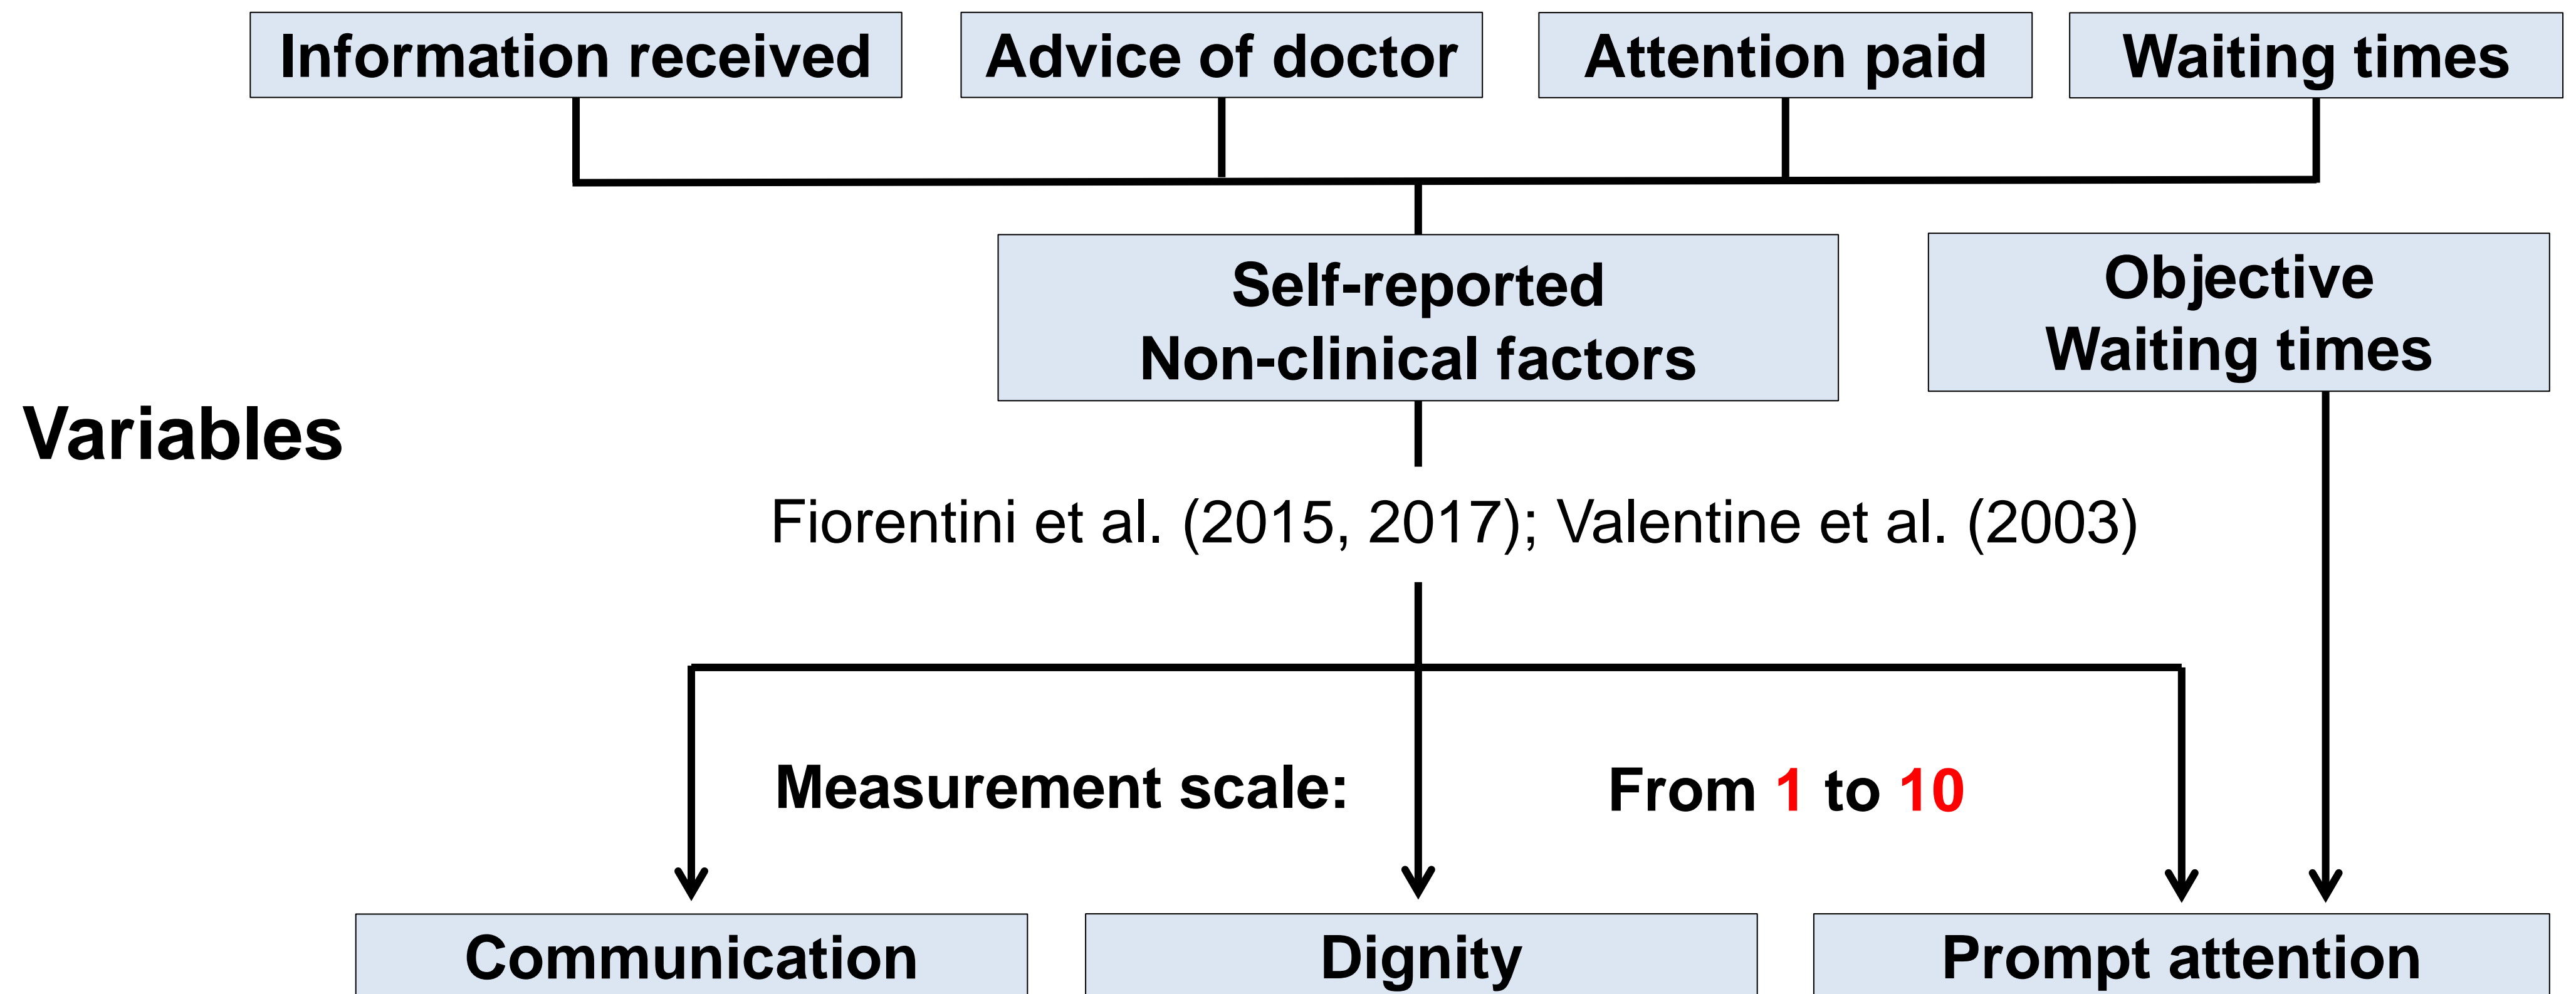 Information received
Advice of doctor
Attention paid
Waiting times
Self-reported
Non-clinical factors
Objective
Waiting times
Variables
Fiorentini et al. (2015, 2017); Valentine et al. (2003)
Measurement scale:
From 1 to 10
Communication
Dignity
Prompt attention